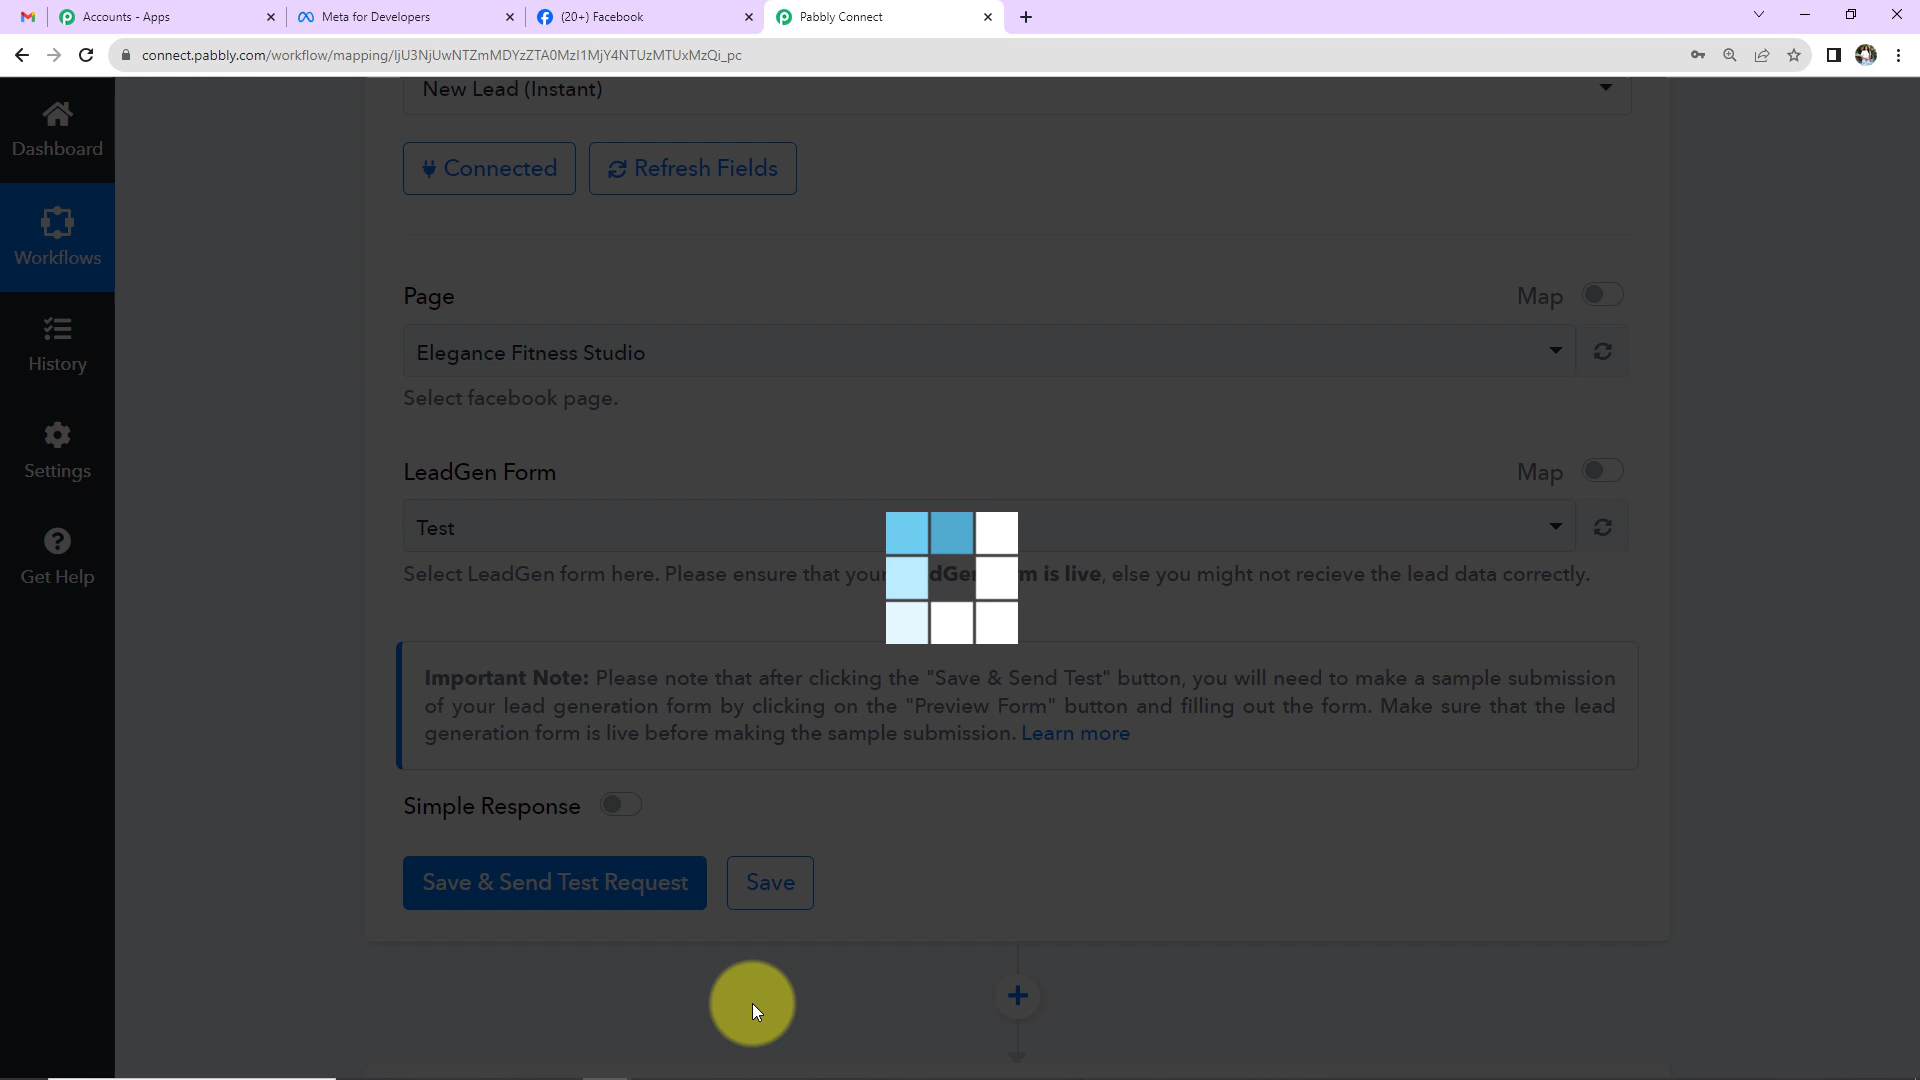 Accounts - Apps
Meta for Developers
(20+) Facebook
Pabbly Connect
connect.pabbly.com/workflow/mapping/IjU3NjUwNTZmMDYzZTA0MzI1MjY4NTUzMTUxMzQi_pc
Dashboard
Workflows
History
Settings
Get Help
New Lead (Instant)
Connected
Refresh Fields
Page
Map
Elegance Fitness Studio
Select facebook page.
LeadGen Form
Map
Test
Select LeadGen form here. Please ensure that your m is live, else you might not recieve the lead data correctly.
Important Note: Please note that after clicking the "Save & Send Test" button, you will need to make a sample submission
of your lead generation form by clicking on the "Preview Form" button and filling out the form. Make sure that the lead
generation form is live before making the sample submission. Learn more
Simple Response
Save & Send Test Request
Save